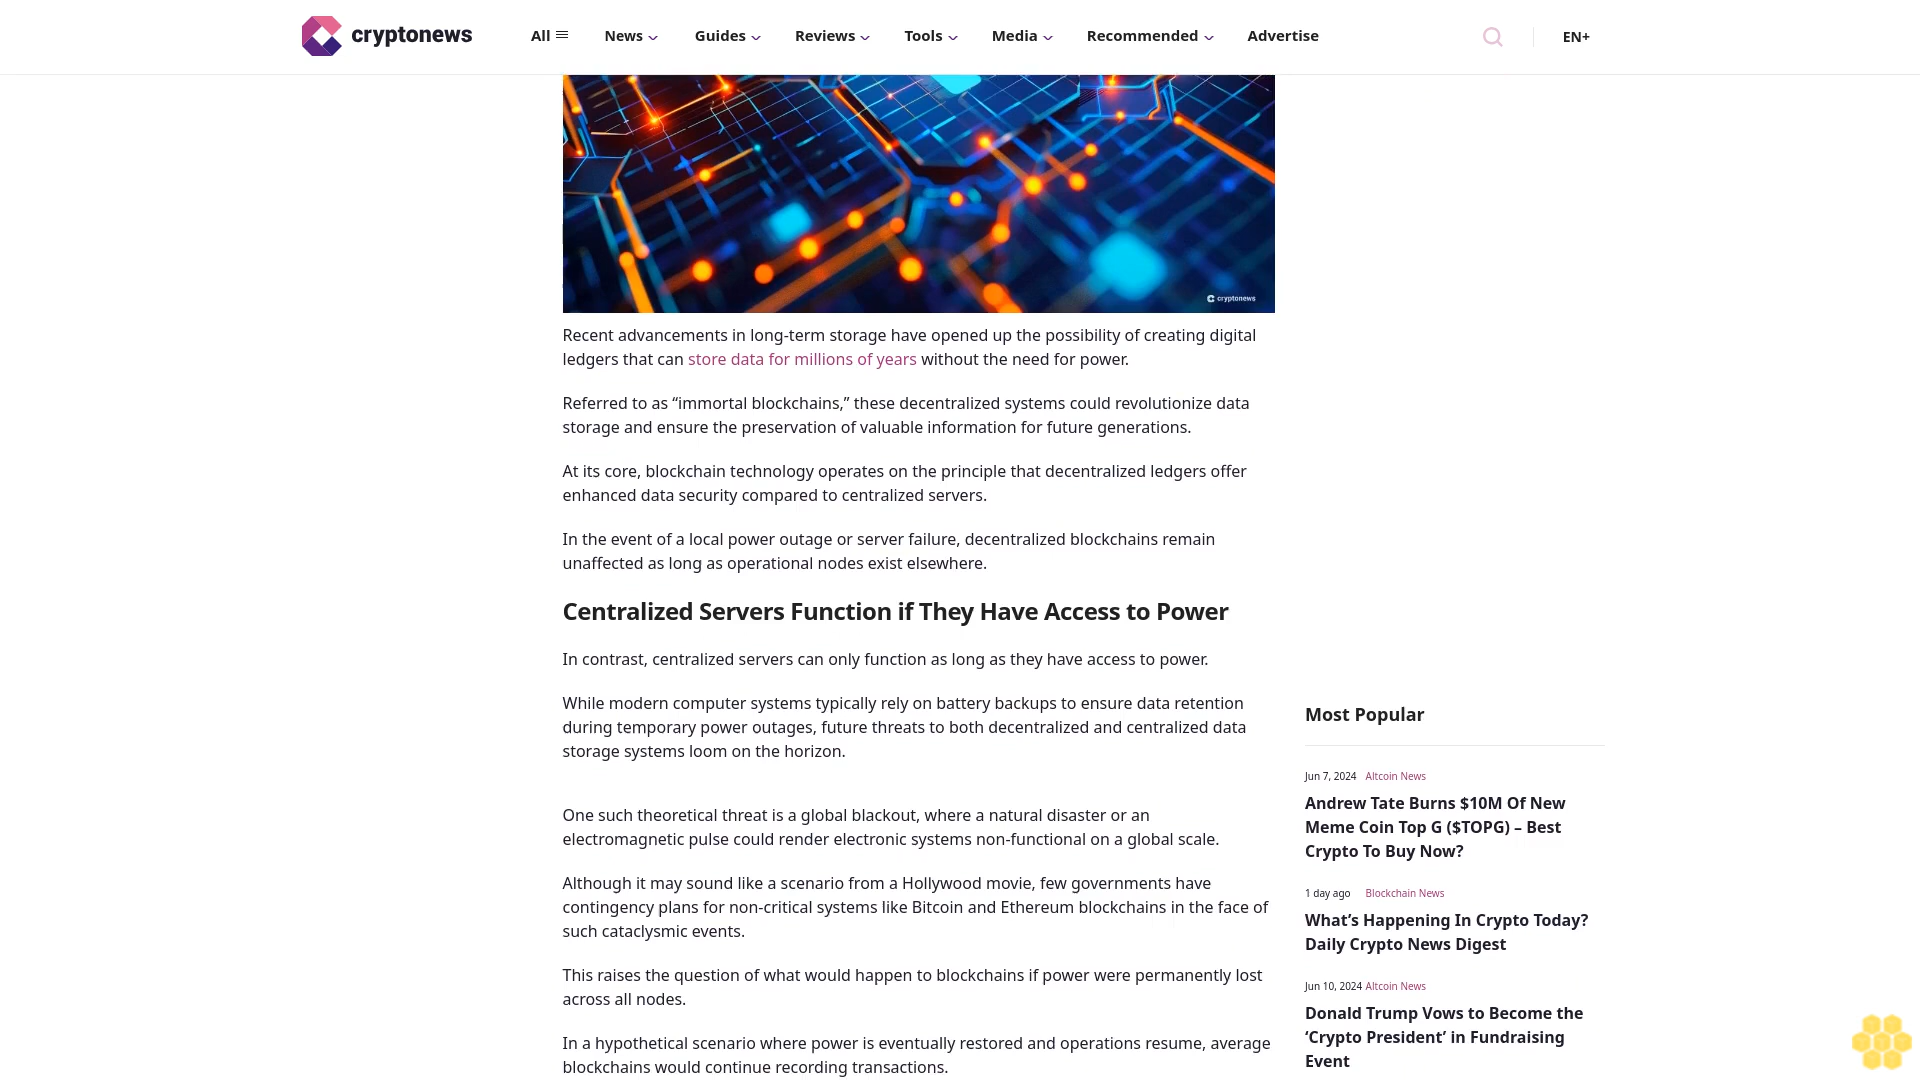 cryptonews
All
News
Guides
Reviews
Tools
Media
Recommended
Advertise
EN+
cryptonews
Recent advancements in long-term storage have opened up the possibility of creating digital
ledgers that can store data for millions of years without the need for power.
Referred to as “immortal blockchains,” these decentralized systems could revolutionize data
storage and ensure the preservation of valuable information for future generations.
At its core, blockchain technology operates on the principle that decentralized ledgers offer
enhanced data security compared to centralized servers.
In the event of a local power outage or server failure, decentralized blockchains remain
unaffected as long as operational nodes exist elsewhere.
Centralized Servers Function if They Have Access to Power
In contrast, centralized servers can only function as long as they have access to power.
While modern computer systems typically rely on battery backups to ensure data retention
during temporary power outages, future threats to both decentralized and centralized data
storage systems loom on the horizon.
One such theoretical threat is a global blackout, where a natural disaster or an
electromagnetic pulse could render electronic systems non-functional on a global scale.
Although it may sound like a scenario from a Hollywood movie, few governments have
contingency plans for non-critical systems like Bitcoin and Ethereum blockchains in the face of
such cataclysmic events.
This raises the question of what would happen to blockchains if power were permanently lost
across all nodes.
In a hypothetical scenario where power is eventually restored and operations resume, average
blockchains would continue recording transactions.
Most Popular
Jun 7, 2024 Altcoin News
Andrew Tate Burns $10M Of New
Meme Coin Top G ($TOPG) – Best
Crypto To Buy Now?
1 day ago Blockchain News
What’s Happening In Crypto Today?
Daily Crypto News Digest
Jun 10, 2024 Altcoin News
Donald Trump Vows to Become the
‘Crypto President’ in Fundraising
Event